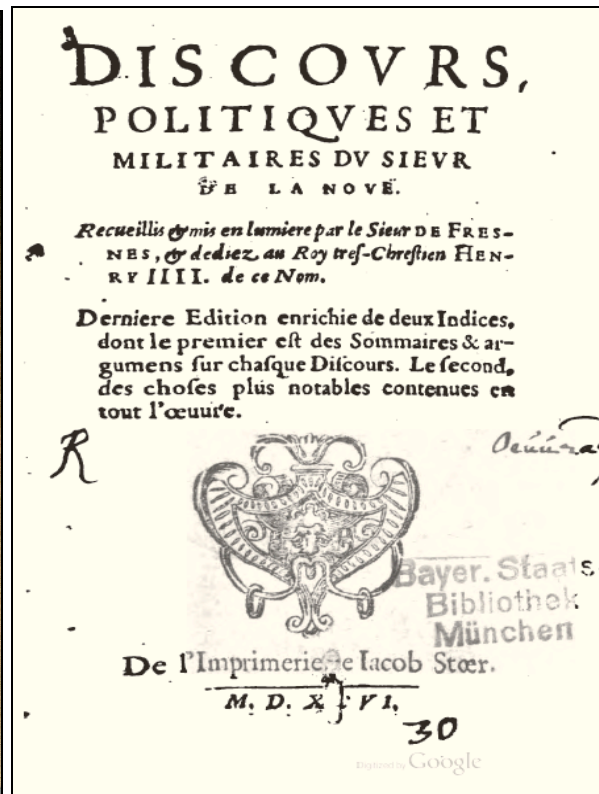 DISCOVRS,
POLITIQVES ET
MILITAIRES DV SIEVR
DE LA NOVË.
Recueillis & mis en lumiere par le Sieur DE FRES-
NES, & dediez au Roy tres-Chreſtien HEN-
RY IIII. de ce Nom.
Derniere Edition enrichie de deux Indices,
dont le premier eſt des Sommaires & ar-
gumens ſur chaſque Diſcours. Le ſecond,
des choſes plus notables contenues en
tout l'œuure.
R
Bayer. Staats
Bibliothek
München
De l'Imprimerie de Iacob Stœr.
M. D.
30
Digitized by Google